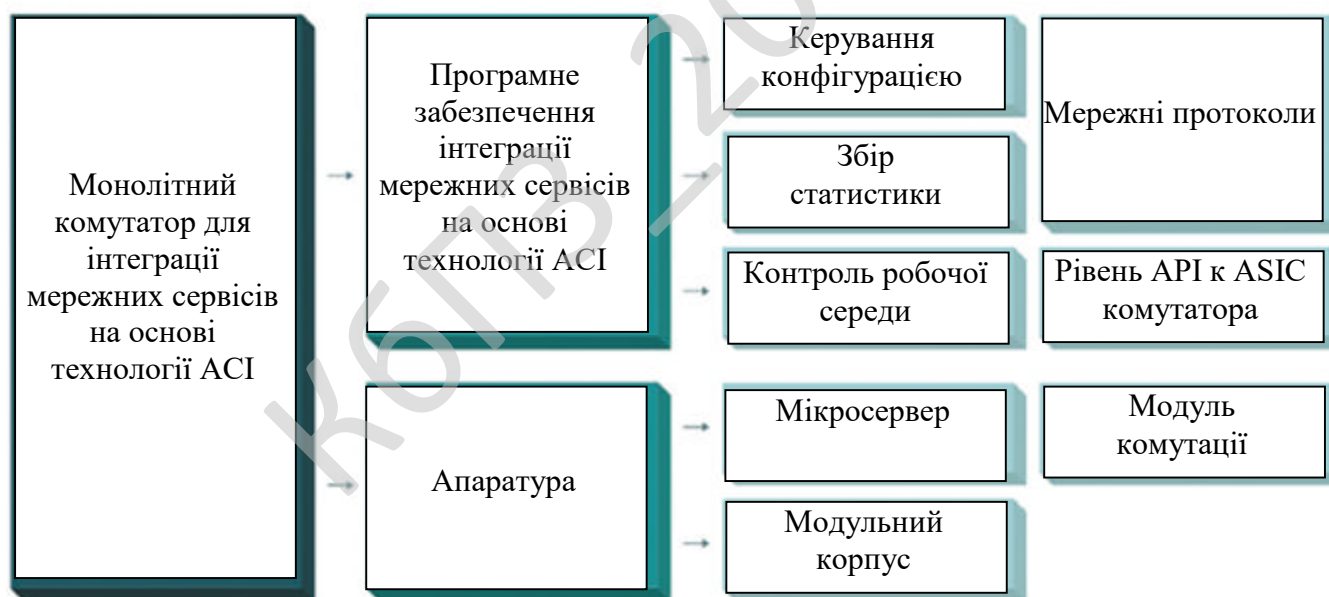 Монолітний
комутатор для
інтеграції
мережних сервісів
на основі
технології ACI
Програмне
забезпечення
інтеграції
мережних сервісів
на основі
технології ACI
Апаратура
Керування
конфігурацією
Збір
статистики
Контроль робочої
середи
Мікросервер
Модульний
корпус
Мережні протоколи
Рівень API к ASIC
комутатора
Модуль
комутації
КбПЗ_20